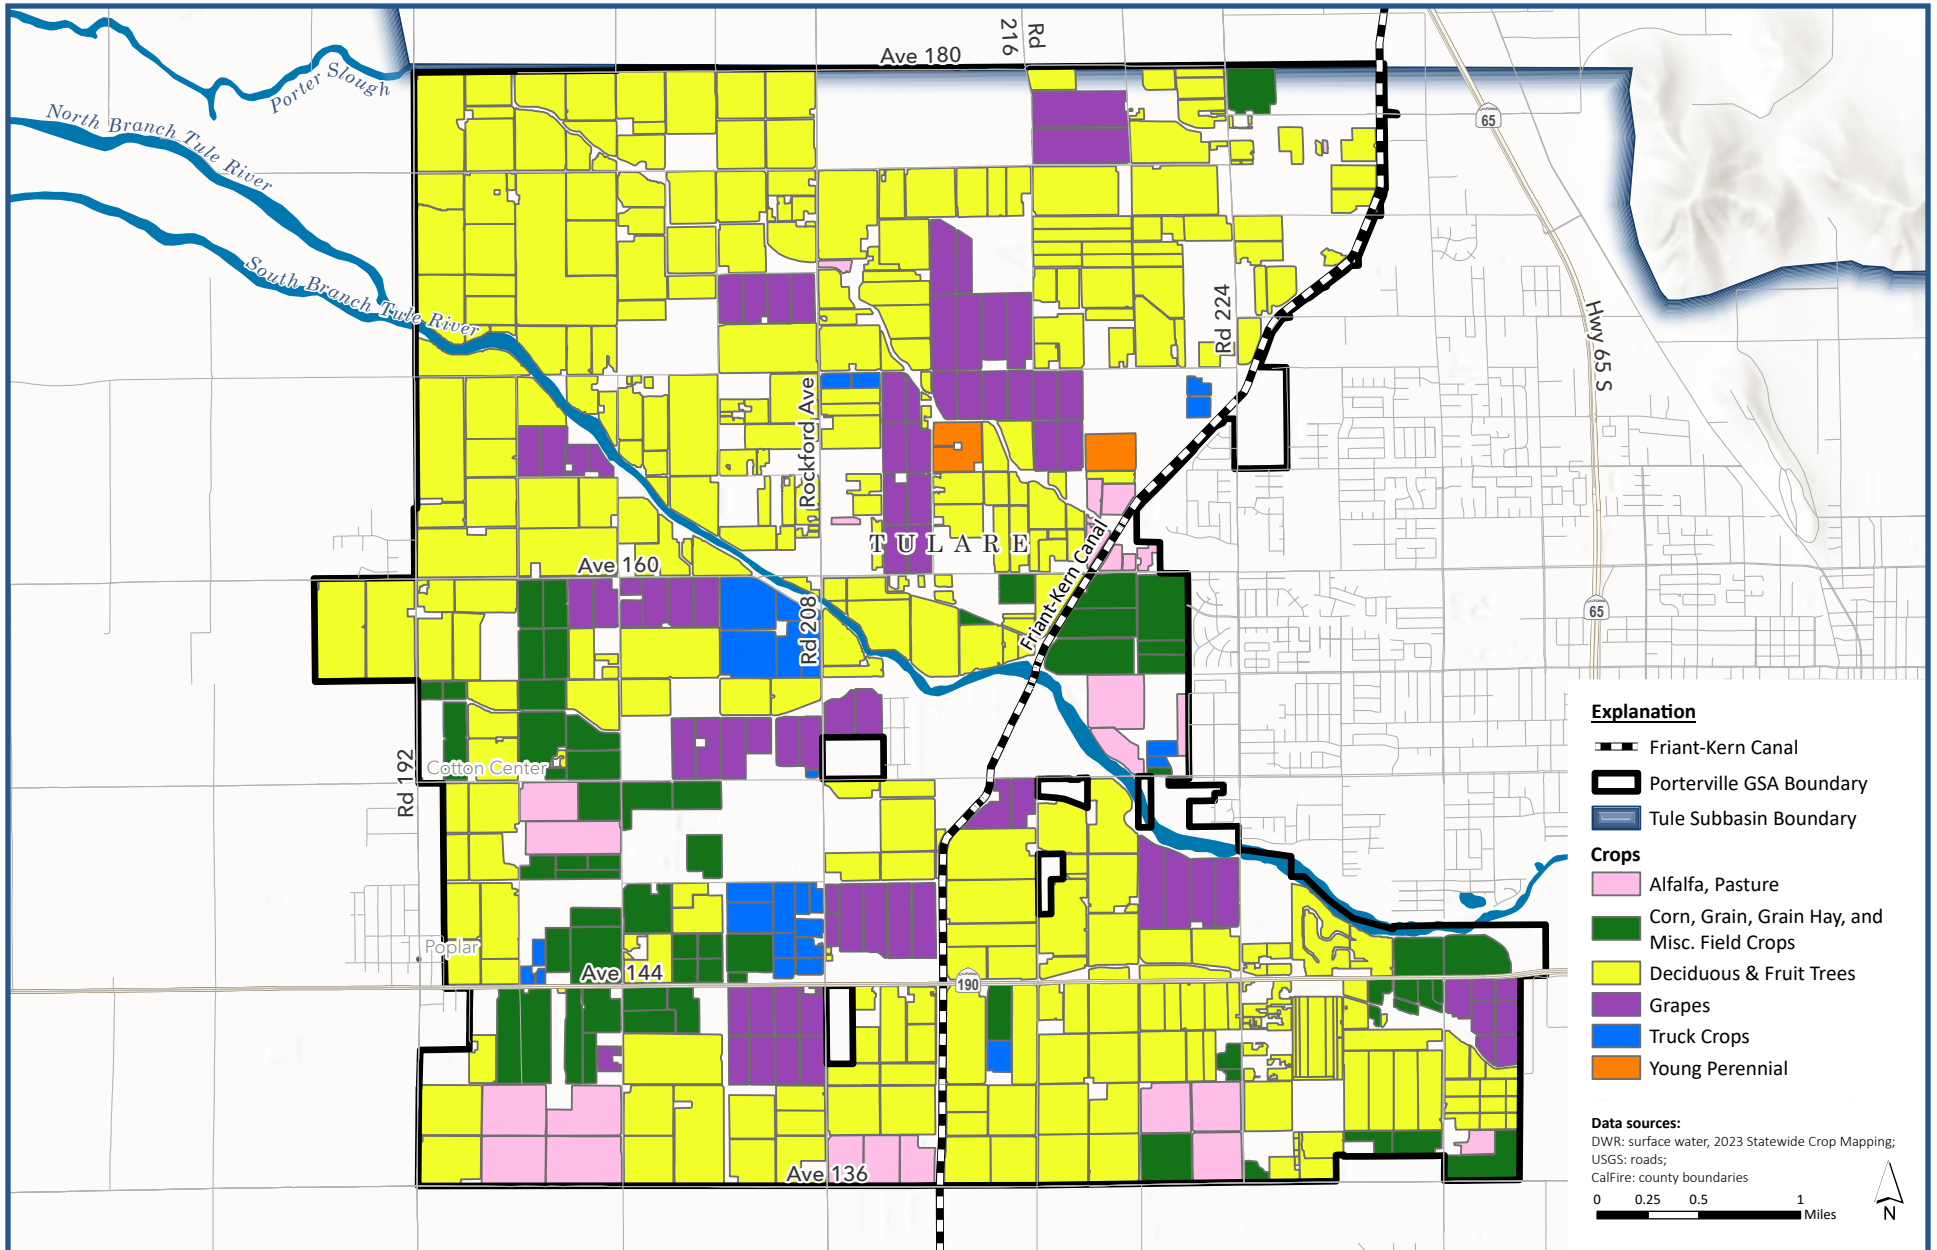 Ave 180
Rd
216
Porter Slough
65
North Branch Tule River
South Branch Tule River
Rd 224
Hwy 65 S
Rockford Ave
TULARE
Friant-Kern Canal
Ave 160
Rd 208
65
Rd 192
Cotton Center
Poplar
Ave 144
190
Ave 136
Explanation
Friant-Kern Canal
Porterville GSA Boundary
Tule Subbasin Boundary
Crops
Alfalfa, Pasture
Corn, Grain, Grain Hay, and
Misc. Field Crops
Deciduous & Fruit Trees
Grapes
Truck Crops
Young Perennial
Data sources:
DWR: surface water, 2023 Statewide Crop Mapping;
USGS: roads;
CalFire: county boundaries
0 0.25 0.5 1
Miles
N